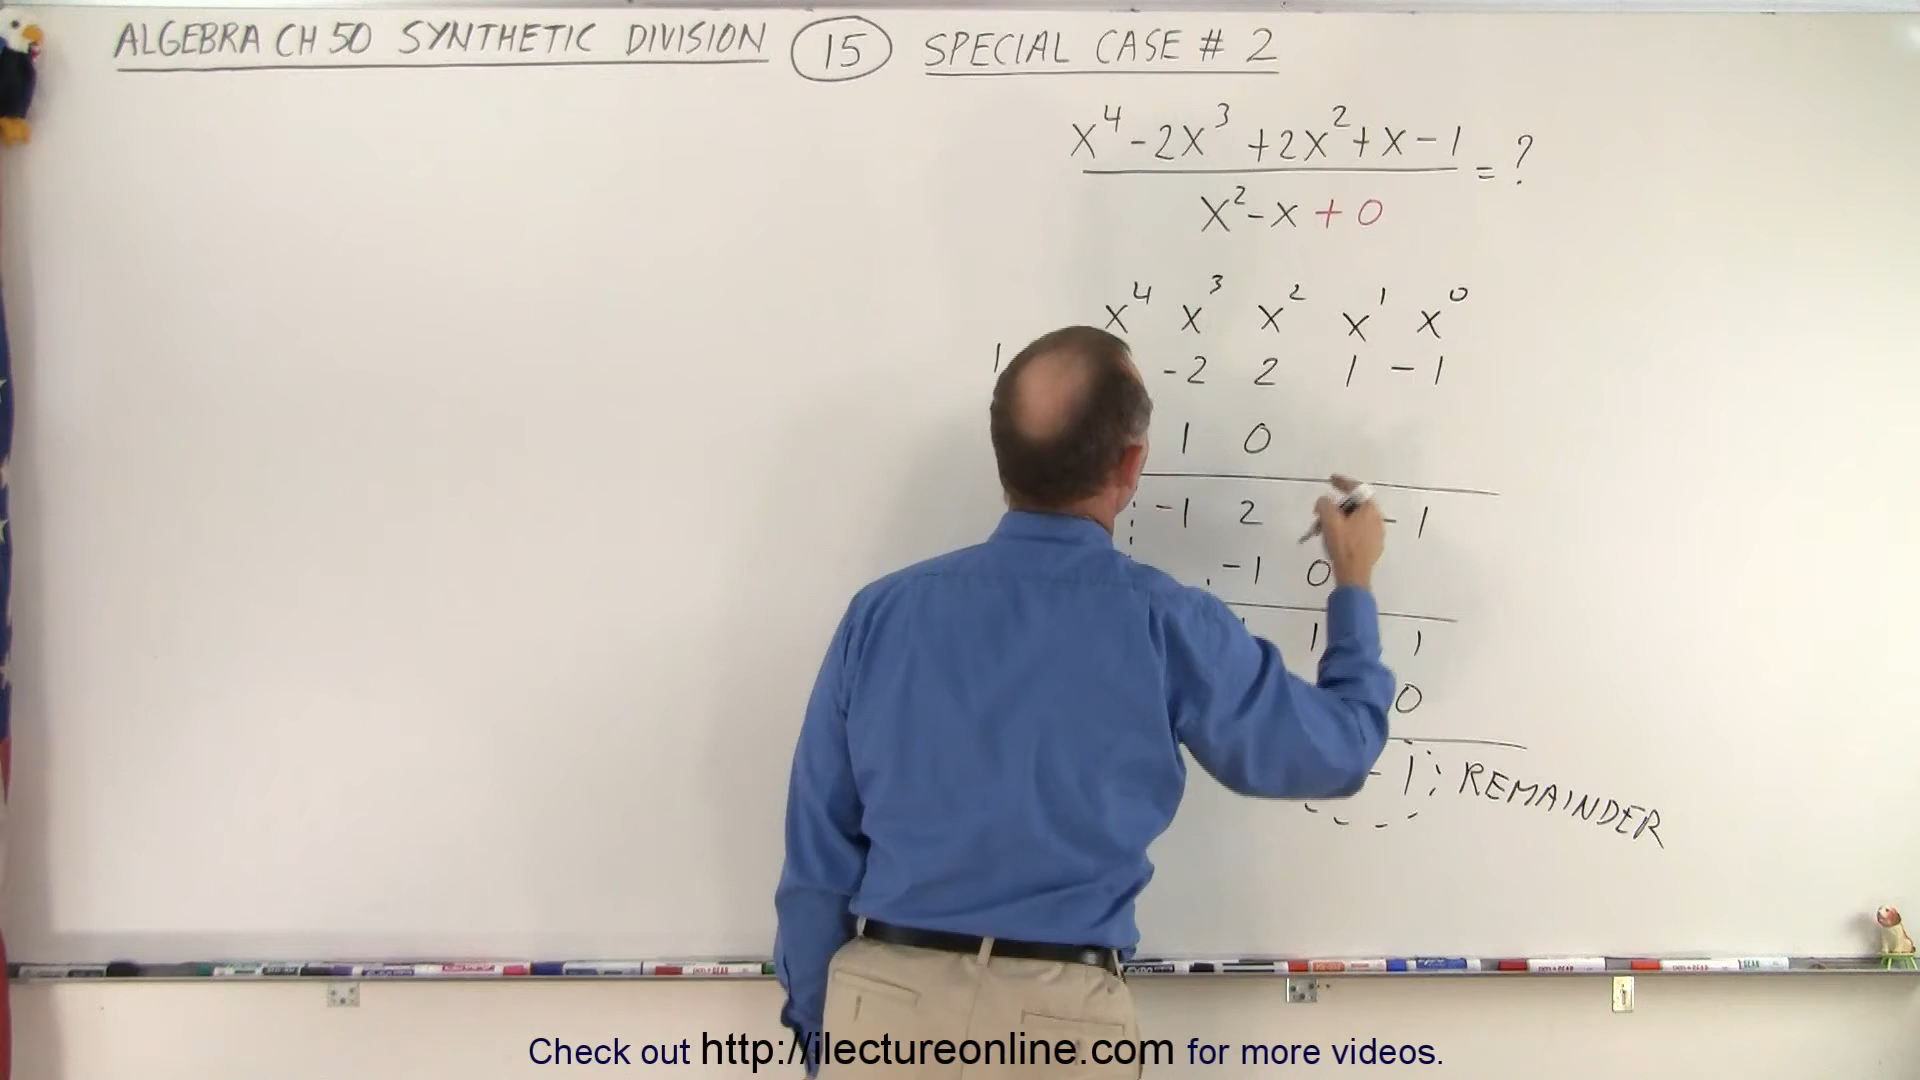 ALGEBRA CH 50 SYNTHETIC DIVISION 15 SPECIAL CASE # 2
x⁴ - 2x³ + 2x² + x - 1
= ?
x² - x + 0
x⁴ x³ x² x¹ x⁰
1 -2 2 1 -1
1 0
-1 2 -1
-1 0
1 1
0
-1 REMAINDER
Check out http://ilectureonline.com for more videos.